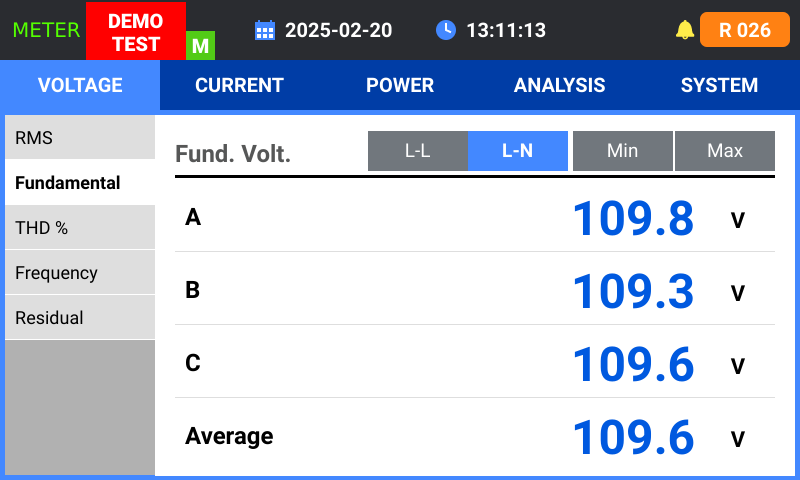 METER DEMO TEST M 2025-02-20 13:11:13 R 026
VOLTAGE CURRENT POWER ANALYSIS SYSTEM
RMS
Fundamental
THD %
Frequency
Residual
Fund. Volt. L-L L-N Min Max
A 109.8 V
B 109.3 V
C 109.6 V
Average 109.6 V